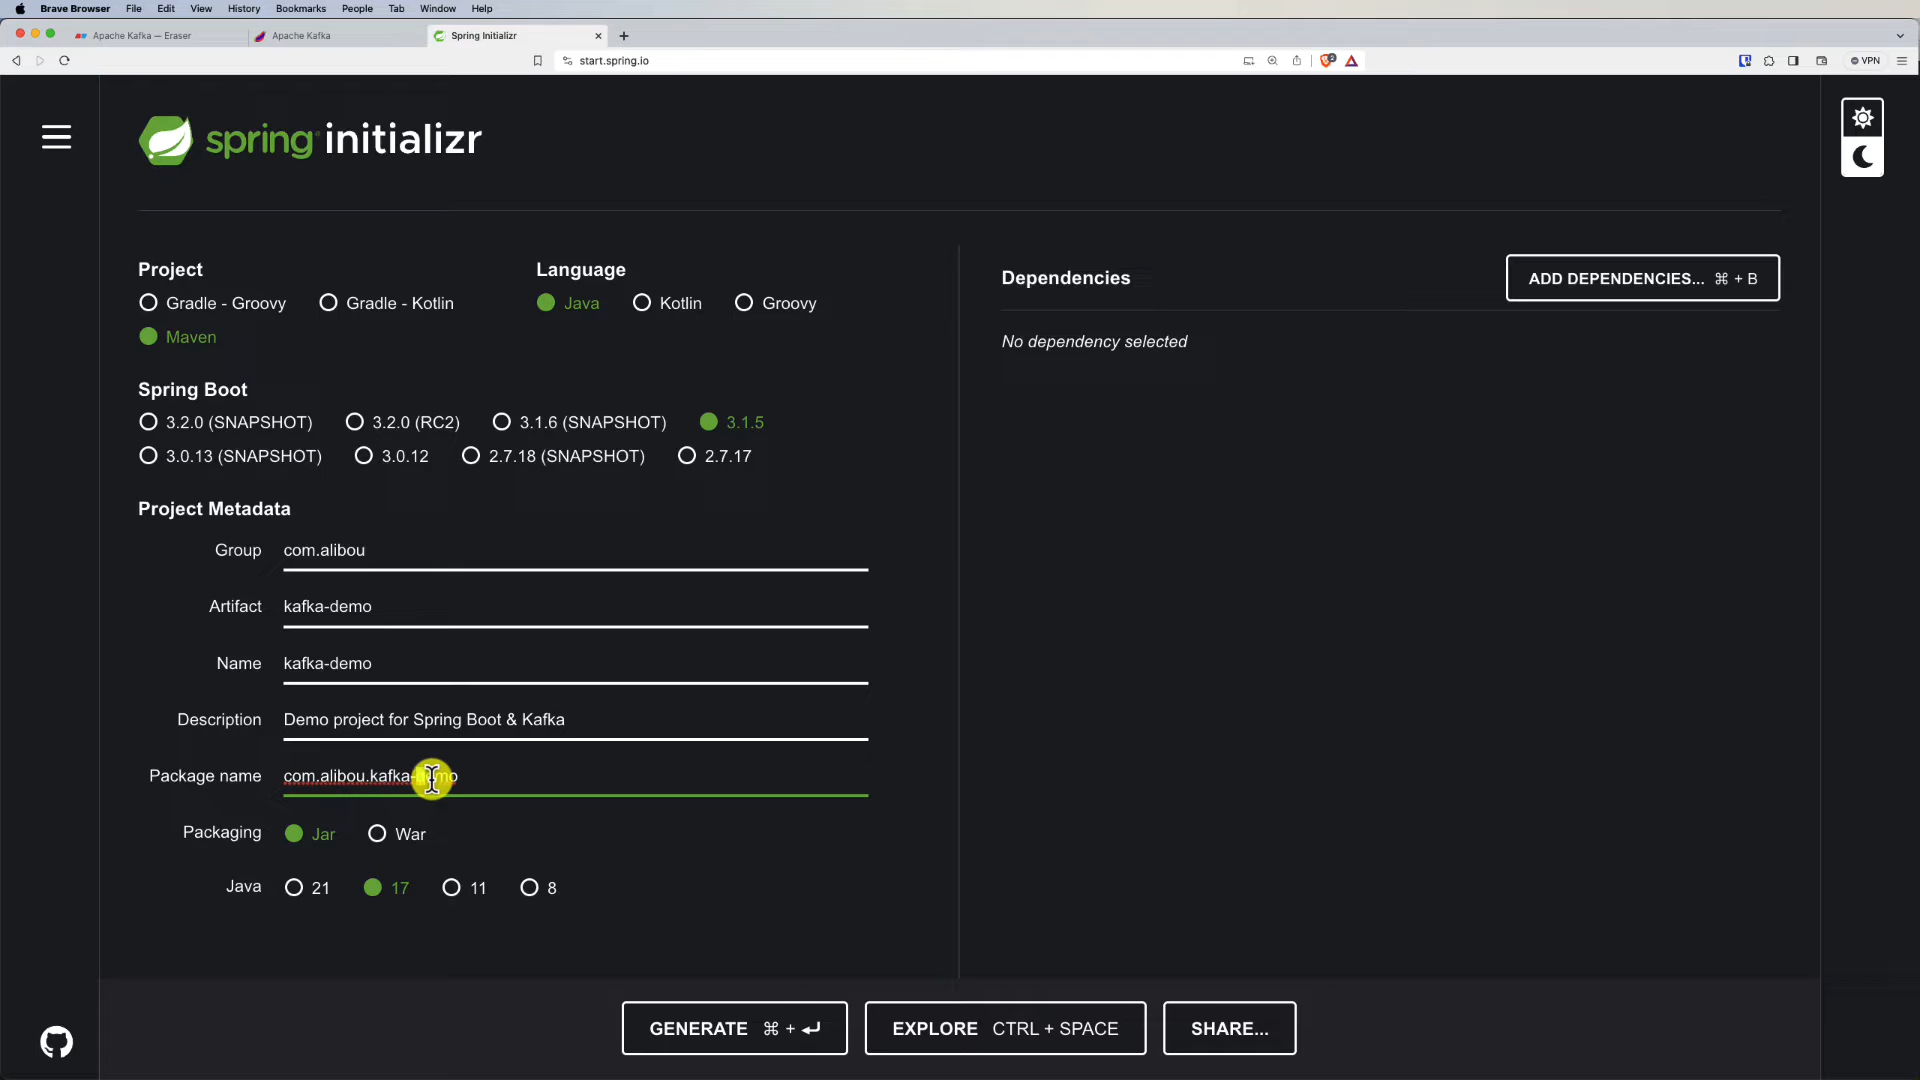 Brave Browser File Edit View History Bookmarks People Tab Window Help
Apache Kafka — Eraser
Apache Kafka
Spring Initializr
start.spring.io
2
VPN
spring initializr
Project
Gradle - Groovy
Gradle - Kotlin
Maven
Language
Java
Kotlin
Groovy
Spring Boot
3.2.0 (SNAPSHOT)
3.2.0 (RC2)
3.1.6 (SNAPSHOT)
3.1.5
3.0.13 (SNAPSHOT)
3.0.12
2.7.18 (SNAPSHOT)
2.7.17
Project Metadata
Group com.alibou
Artifact kafka-demo
Name kafka-demo
Description Demo project for Spring Boot & Kafka
Package name com.alibou.kafka-demo
Packaging Jar War
Java 21 17 11 8
Dependencies
ADD DEPENDENCIES... ⌘ + B
No dependency selected
GENERATE ⌘ + ⏎
EXPLORE CTRL + SPACE
SHARE...